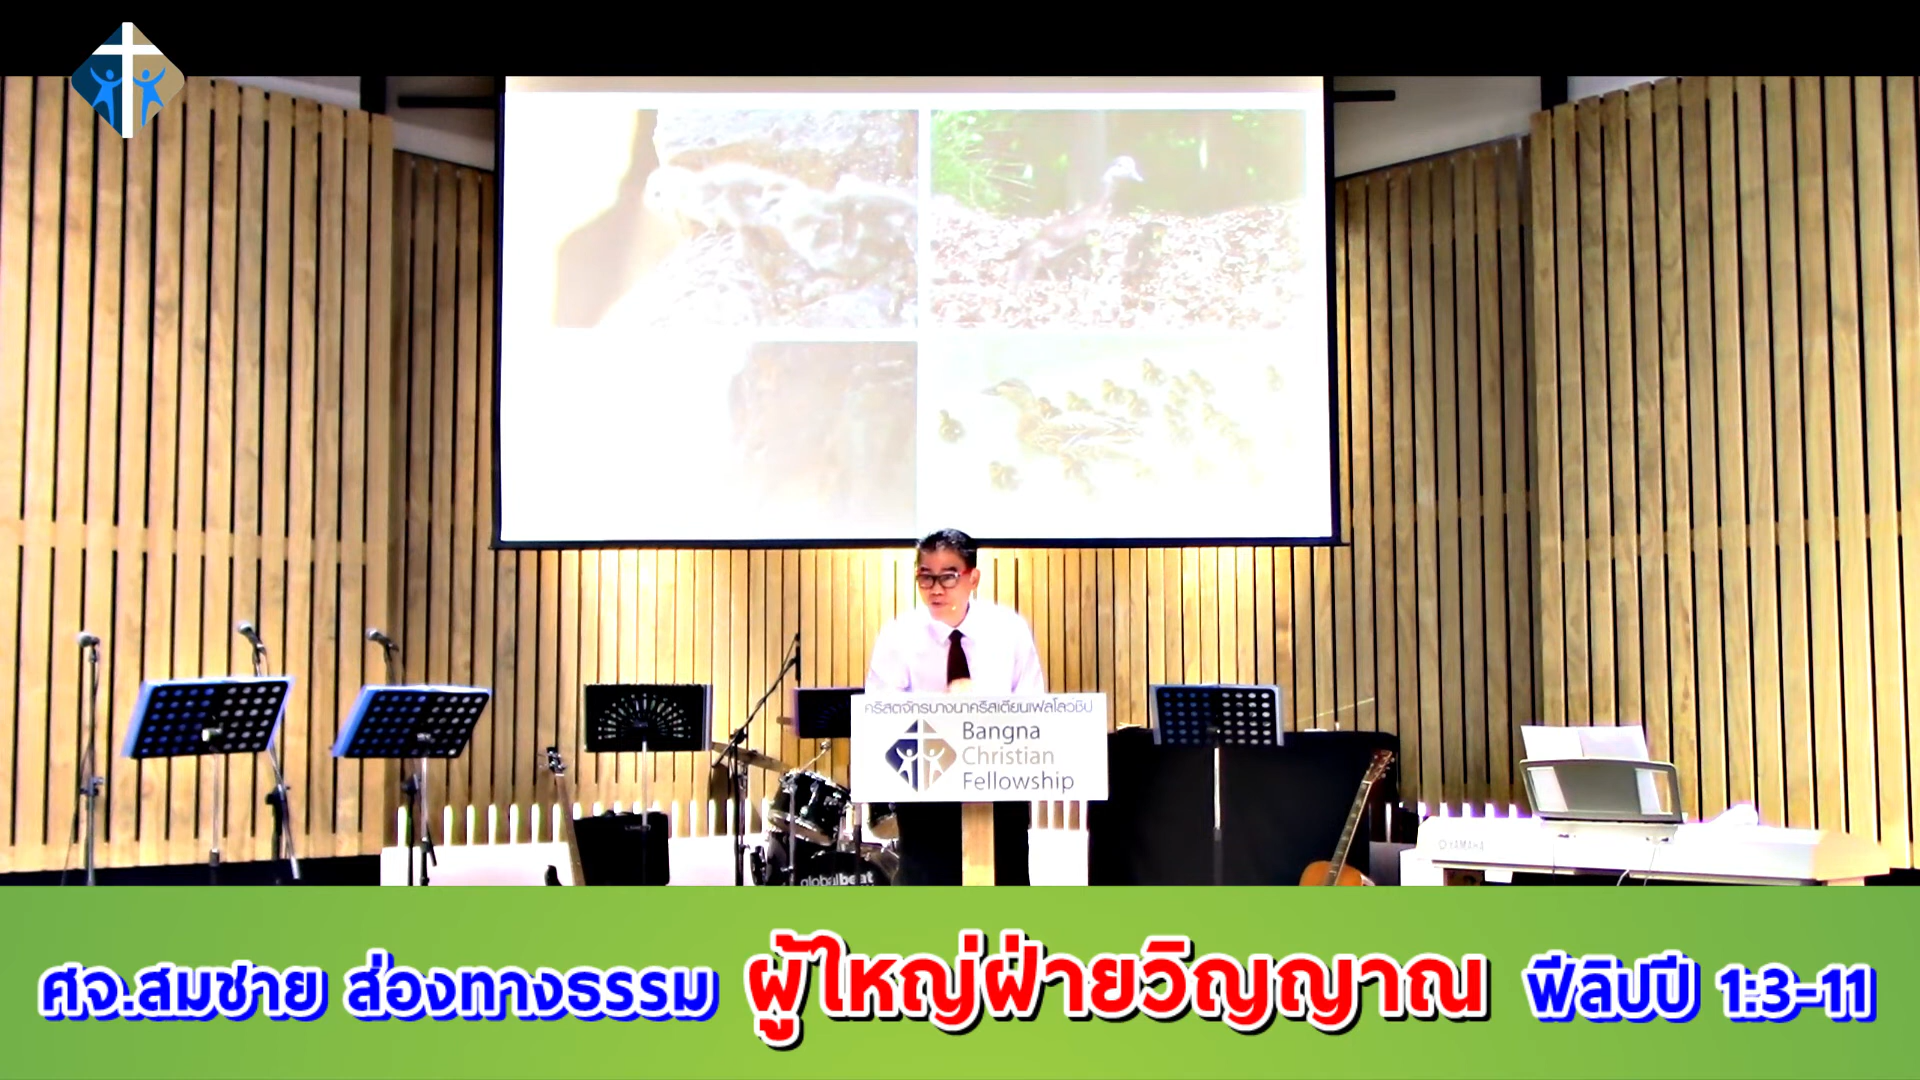 คริสตจักรบางนาคริสเตียนเฟลโลวชิป
Bangna
Christian
Fellowship
YAMAHA
globalbeat
ศจ.สมชาย ส่องทางธรรม ผู้ใหญ่ฝ่ายวิญญาณ ฟีลิปปี 1:3-11